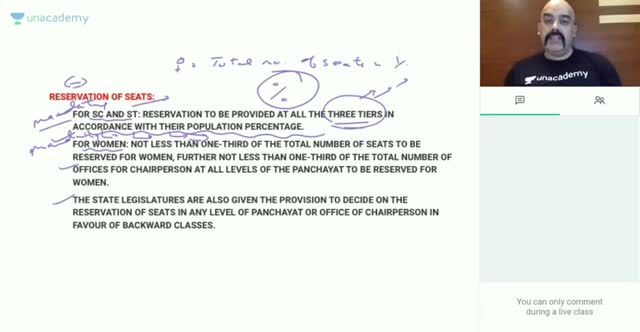 unacademy
♀ = Total no. of seats = Y.
%
RESERVATION OF SEATS:
mandatory
FOR SC AND ST: RESERVATION TO BE PROVIDED AT ALL THE THREE TIERS IN
ACCORDANCE WITH THEIR POPULATION PERCENTAGE.
mandatory
FOR WOMEN: NOT LESS THAN ONE-THIRD OF THE TOTAL NUMBER OF SEATS TO BE
RESERVED FOR WOMEN, FURTHER NOT LESS THAN ONE-THIRD OF THE TOTAL NUMBER OF
OFFICES FOR CHAIRPERSON AT ALL LEVELS OF THE PANCHAYAT TO BE RESERVED FOR
WOMEN.
THE STATE LEGISLATURES ARE ALSO GIVEN THE PROVISION TO DECIDE ON THE
RESERVATION OF SEATS IN ANY LEVEL OF PANCHAYAT OR OFFICE OF CHAIRPERSON IN
FAVOUR OF BACKWARD CLASSES.
unacademy
You can only comment
during a live class